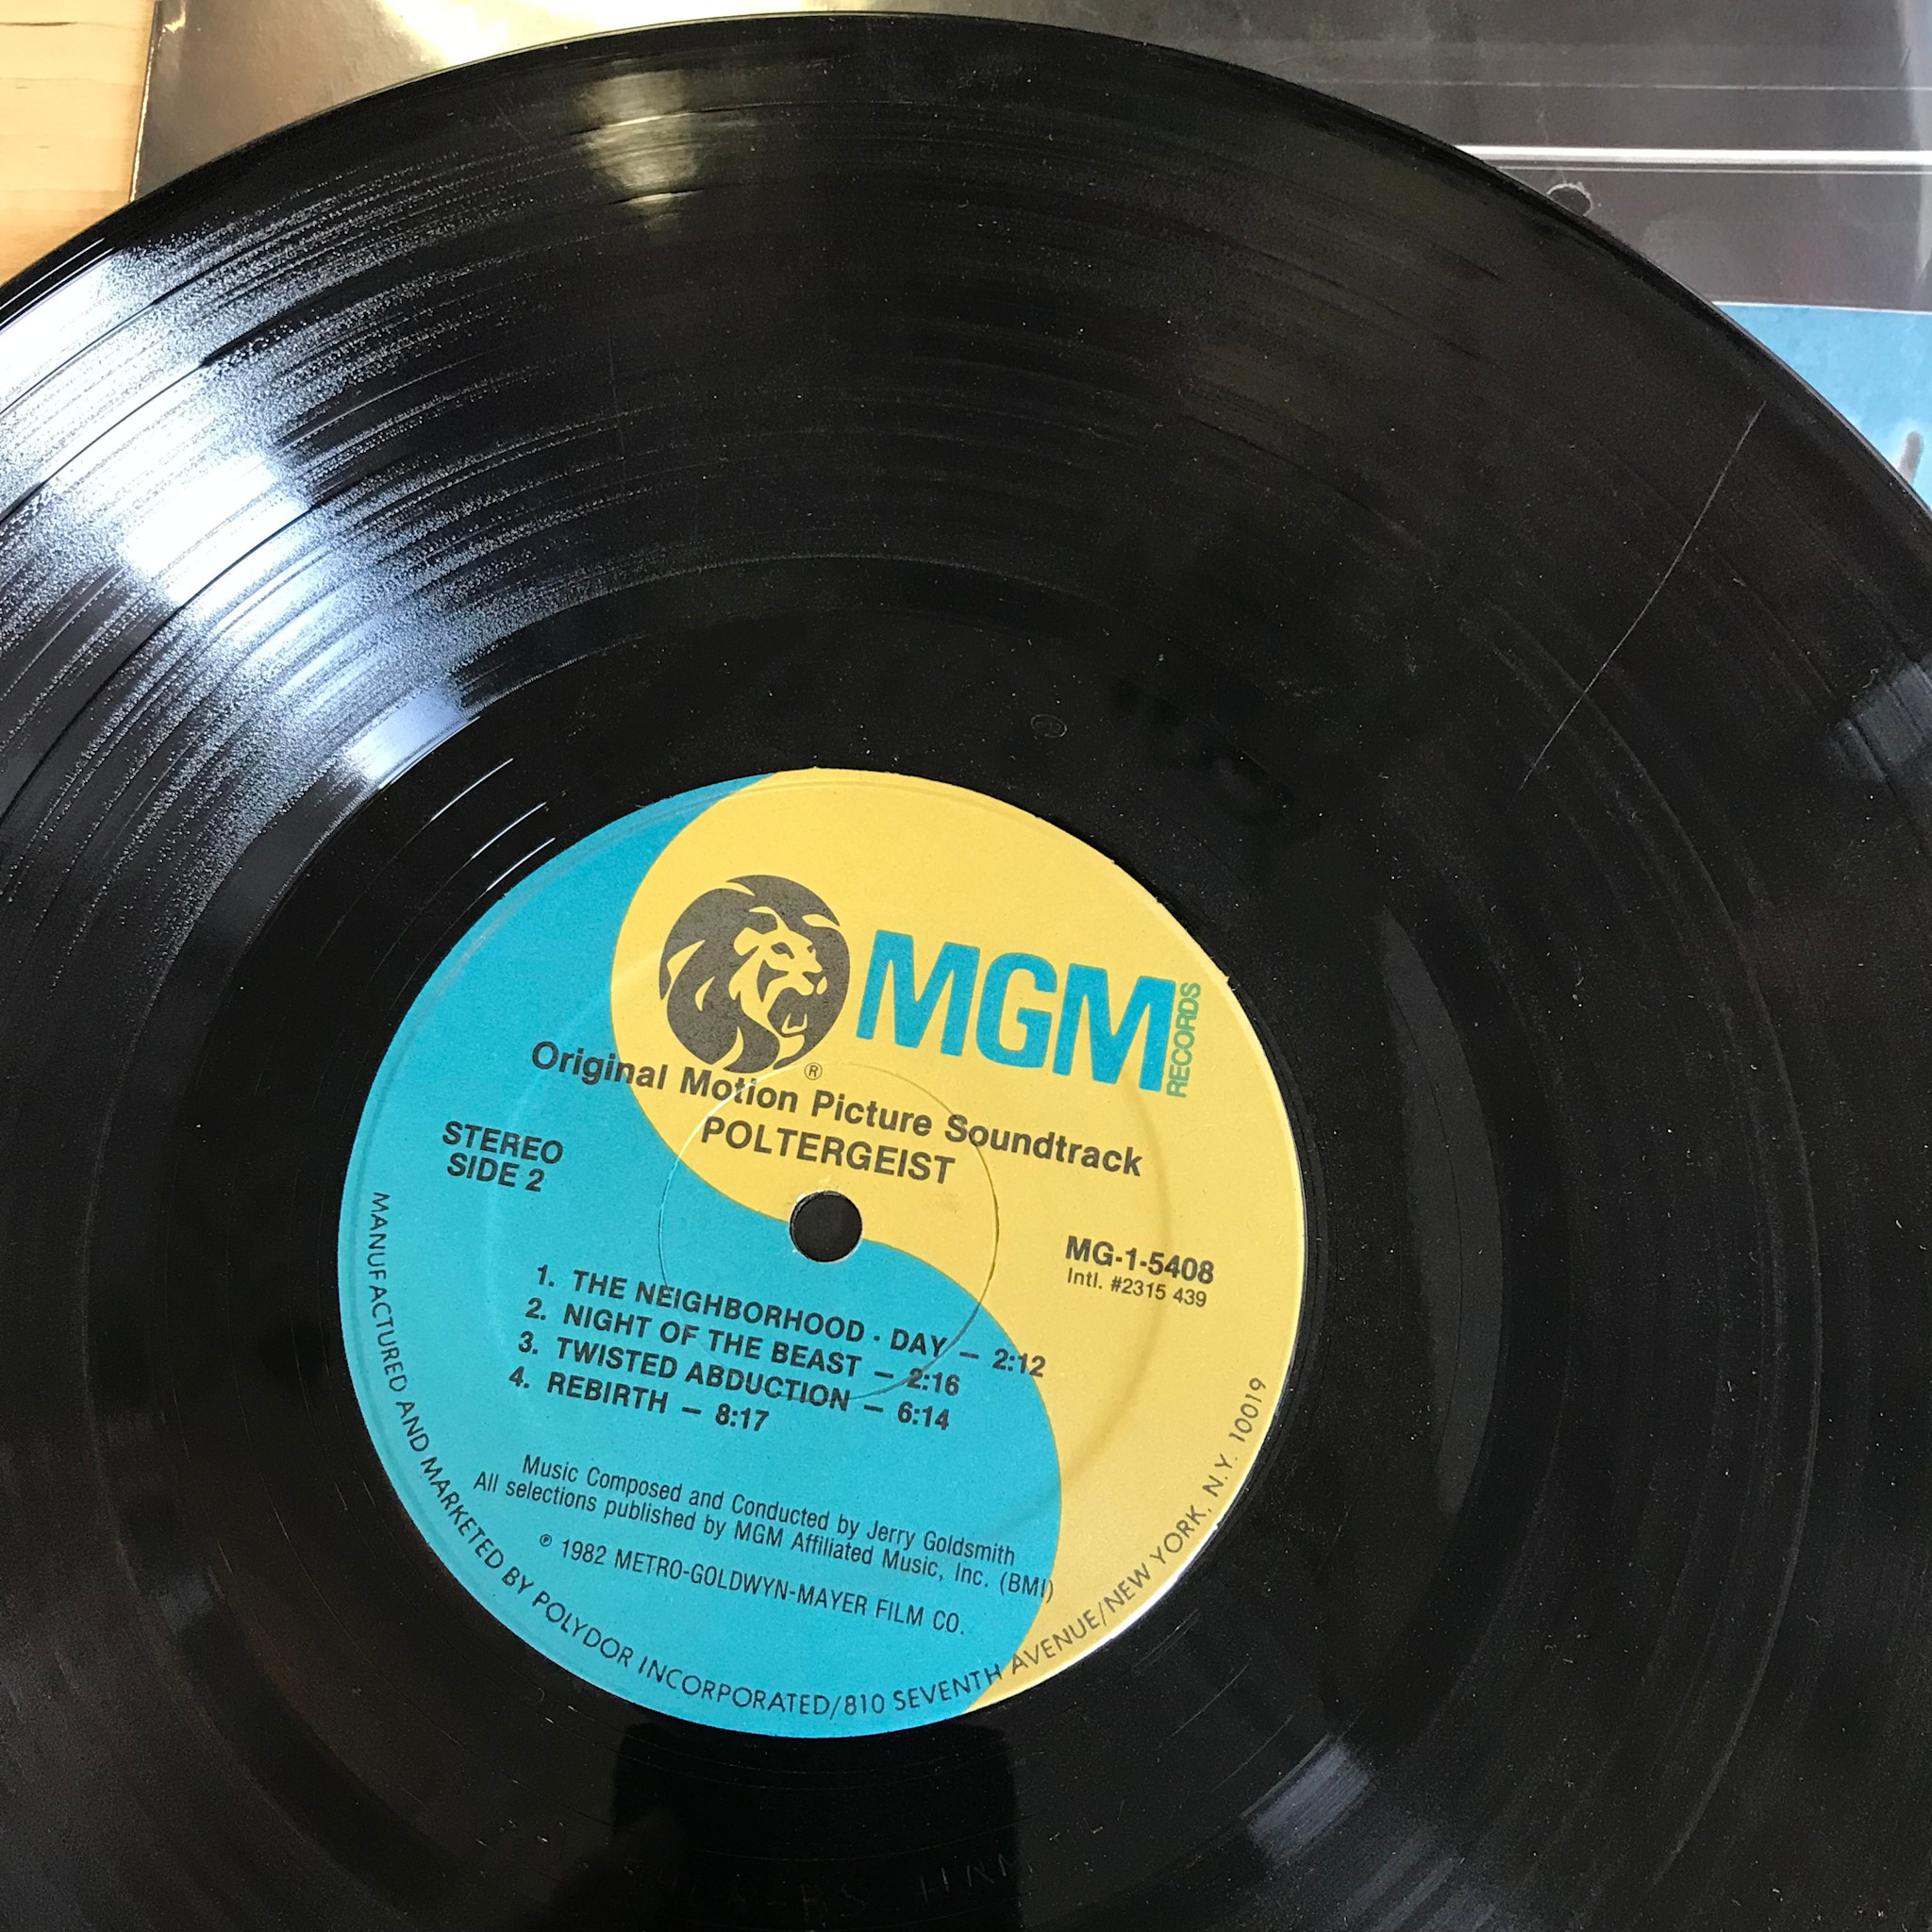 MGM RECORDS
®
Original Motion Picture Soundtrack
POLTERGEIST
STEREO
SIDE 2
MG-1-5408
Intl. #2315 439
1. THE NEIGHBORHOOD · DAY — 2:12
2. NIGHT OF THE BEAST — 2:16
3. TWISTED ABDUCTION — 6:14
4. REBIRTH — 8:17
Music Composed and Conducted by Jerry Goldsmith
All selections published by MGM Affiliated Music, Inc. (BMI)
℗ 1982 METRO-GOLDWYN-MAYER FILM CO.
MANUFACTURED AND MARKETED BY POLYDOR INCORPORATED/810 SEVENTH AVENUE/NEW YORK, N.Y. 10019